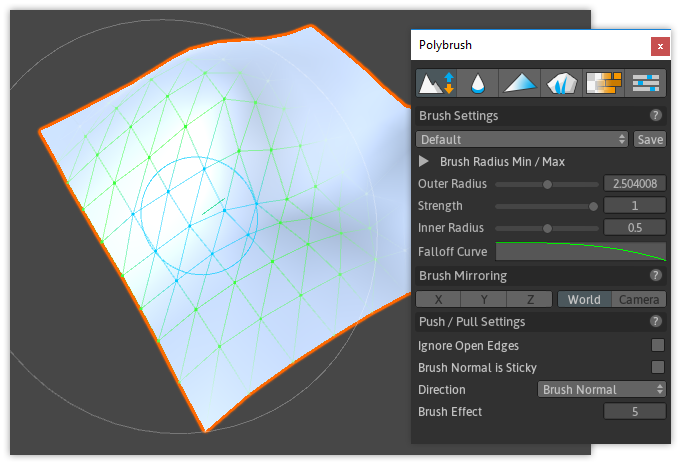 Polybrush
x
Brush Settings ?
Default Save
Brush Radius Min / Max
Outer Radius 2.504008
Strength 1
Inner Radius 0.5
Falloff Curve
Brush Mirroring ?
X Y Z World Camera
Push / Pull Settings ?
Ignore Open Edges
Brush Normal is Sticky
Direction Brush Normal
Brush Effect 5